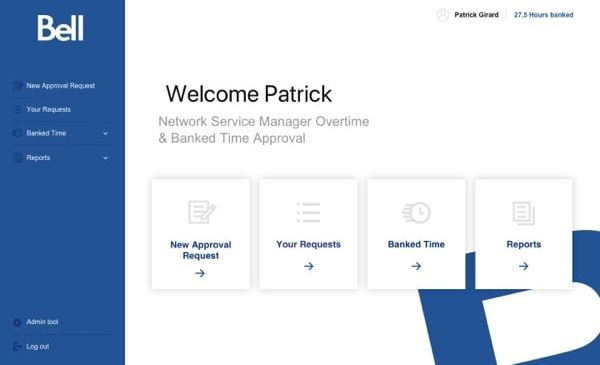 Bell
Patrick Girard
27,5 Hours banked
New Approval Request
Your Requests
Banked Time
Reports
Admin tool
Log out
Welcome Patrick
Network Service Manager Overtime
& Banked Time Approval
New Approval
Request
Your Requests
Banked Time
Reports